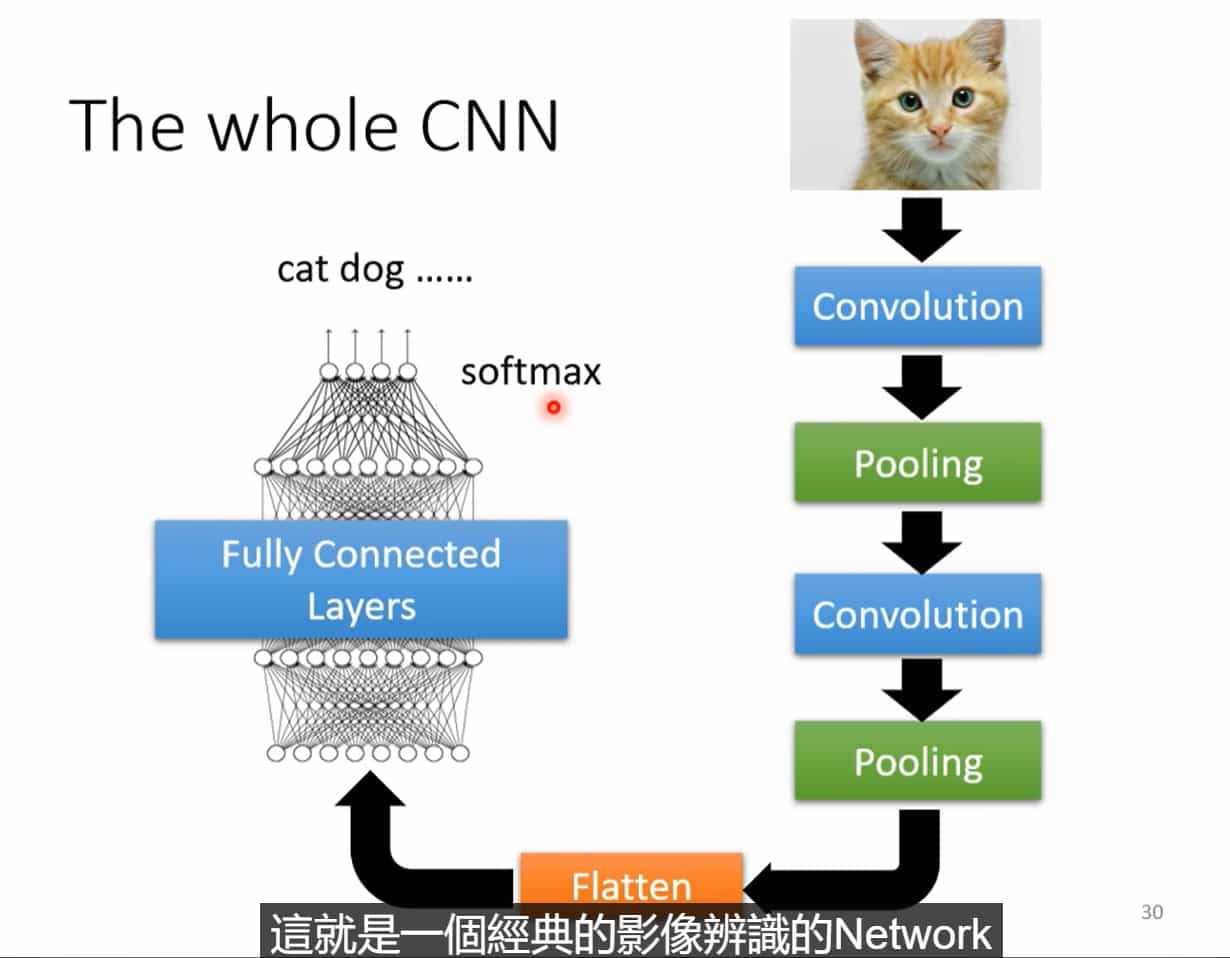 The whole CNN
cat dog ……
softmax
Fully Connected
Layers
Convolution
Pooling
Convolution
Pooling
Flatten
30
這就是一個經典的影像辨識的Network